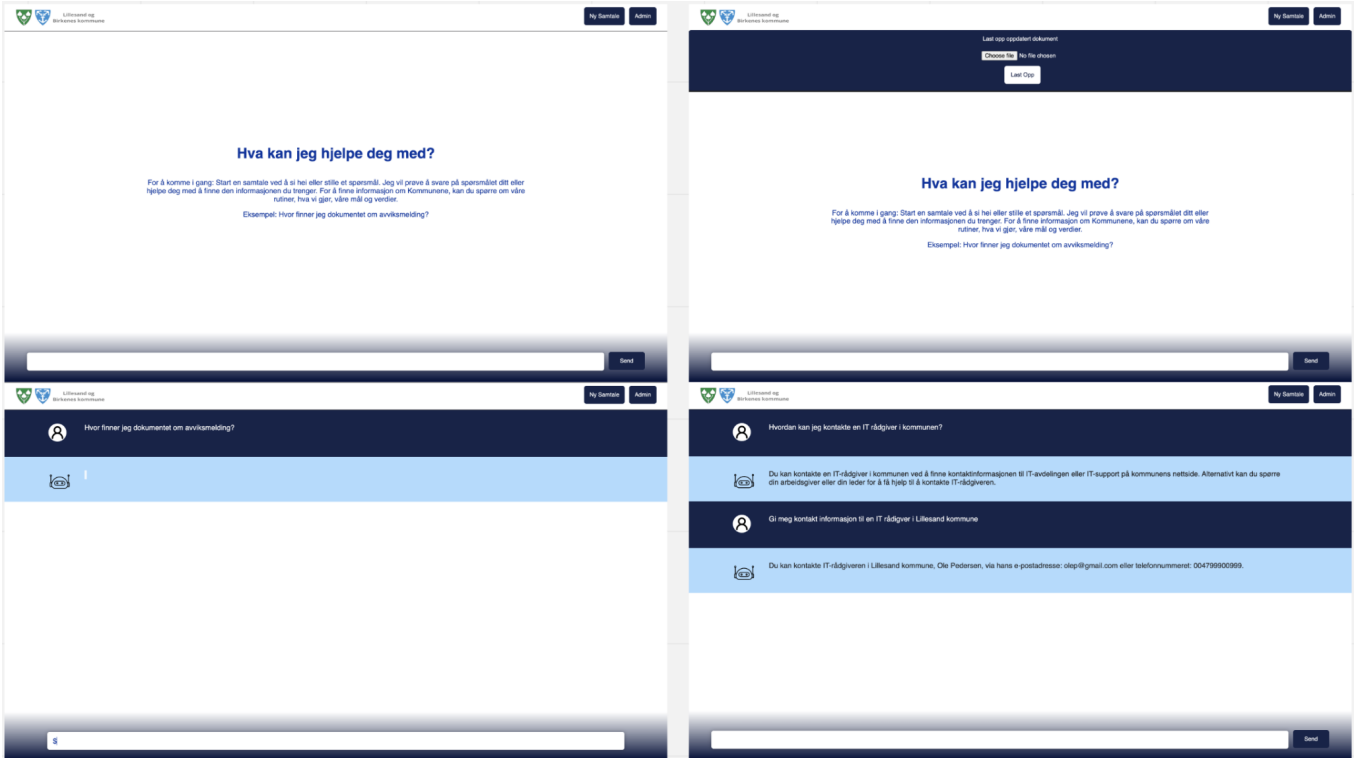 Lillesand og
Birkenes kommune
Ny Samtale
Admin
Hva kan jeg hjelpe deg med?
For å komme i gang: Start en samtale ved å si hei eller stille et spørsmål. Jeg vil prøve å svare på spørsmålet ditt eller
hjelpe deg med å finne den informasjonen du trenger. For å finne informasjon om Kommunene, kan du spørre om våre
rutiner, hva vi gjør, våre mål og verdier.
Eksempel: Hvor finner jeg dokumentet om avviksmelding?
Send
Lillesand og
Birkenes kommune
Ny Samtale
Admin
Last opp oppdatert dokument
Choose file No file chosen
Last Opp
Hva kan jeg hjelpe deg med?
For å komme i gang: Start en samtale ved å si hei eller stille et spørsmål. Jeg vil prøve å svare på spørsmålet ditt eller
hjelpe deg med å finne den informasjonen du trenger. For å finne informasjon om Kommunene, kan du spørre om våre
rutiner, hva vi gjør, våre mål og verdier.
Eksempel: Hvor finner jeg dokumentet om avviksmelding?
Send
Lillesand og
Birkenes kommune
Ny Samtale
Admin
Hvor finner jeg dokumentet om avviksmelding?
S
Lillesand og
Birkenes kommune
Ny Samtale
Admin
Hvordan kan jeg kontakte en IT rådgiver i kommunen?
Du kan kontakte en IT-rådgiver i kommunen ved å finne kontaktinformasjonen til IT-avdelingen eller IT-support på kommunens nettside. Alternativt kan du spørre
din arbeidsgiver eller din leder for å få hjelp til å kontakte IT-rådgiveren.
Gi meg kontakt informasjon til en IT rådigver i Lillesand kommune
Du kan kontakte IT-rådgiveren i Lillesand kommune, Ole Pedersen, via hans e-postadresse: olep@gmail.com eller telefonnummeret: 004799900999.
Send